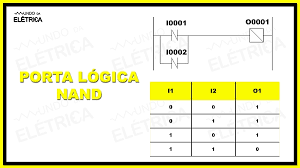 MUNDO DA
ELÉTRICA
I0001
O0001
I0002
PORTA LÓGICA
NAND
I1 I2 O1
0 0 1
0 1 1
1 0 1
1 1 0